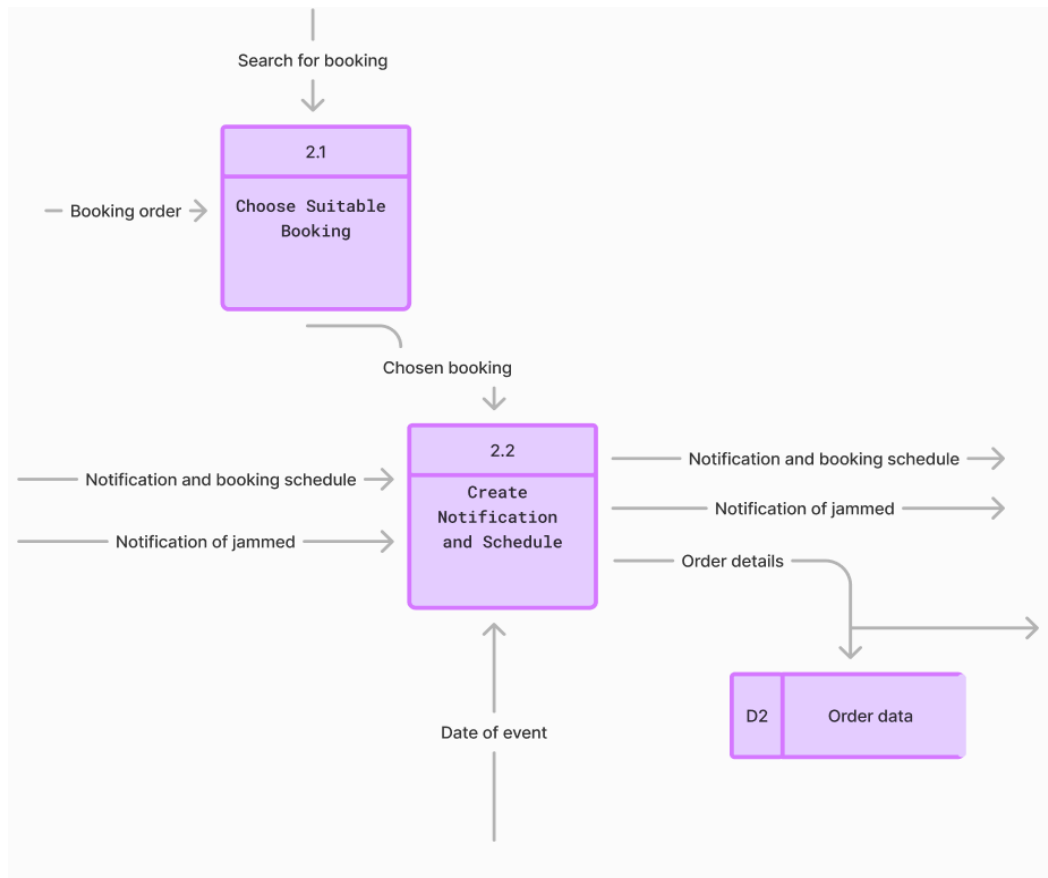 Search for booking
2.1
Booking order
Choose Suitable
Booking
Chosen booking
2.2
Notification and booking schedule
Notification and booking schedule
Create
Notification
and Schedule
Notification of jammed
Notification of jammed
Order details
D2
Order data
Date of event